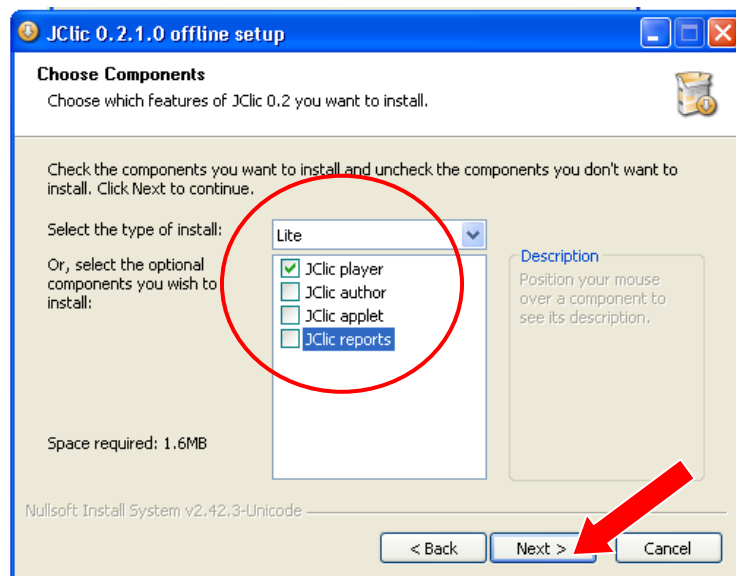 JClic 0.2.1.0 offline setup
Choose Components
Choose which features of JClic 0.2 you want to install.
Check the components you want to install and uncheck the components you don't want to
install. Click Next to continue.
Select the type of install:
Lite
Or, select the optional
components you wish to
install:
JClic player
JClic author
JClic applet
JClic reports
Description
Position your mouse
over a component to
see its description.
Space required: 1.6MB
Nullsoft Install System v2.42.3-Unicode
< Back
Next >
Cancel